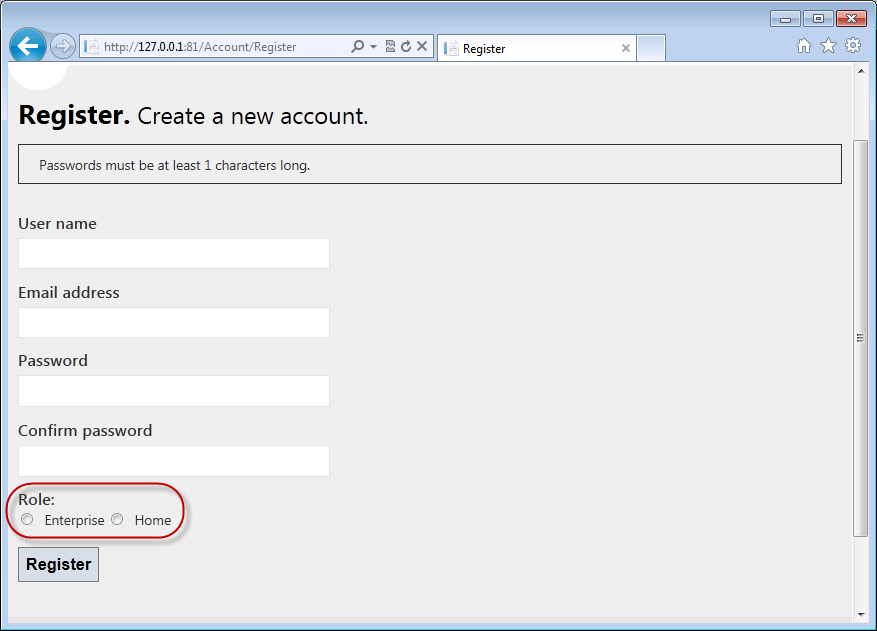 http://127.0.0.1:81/Account/Register
Register
Register. Create a new account.
Passwords must be at least 1 characters long.
User name
Email address
Password
Confirm password
Role:
Enterprise Home
Register